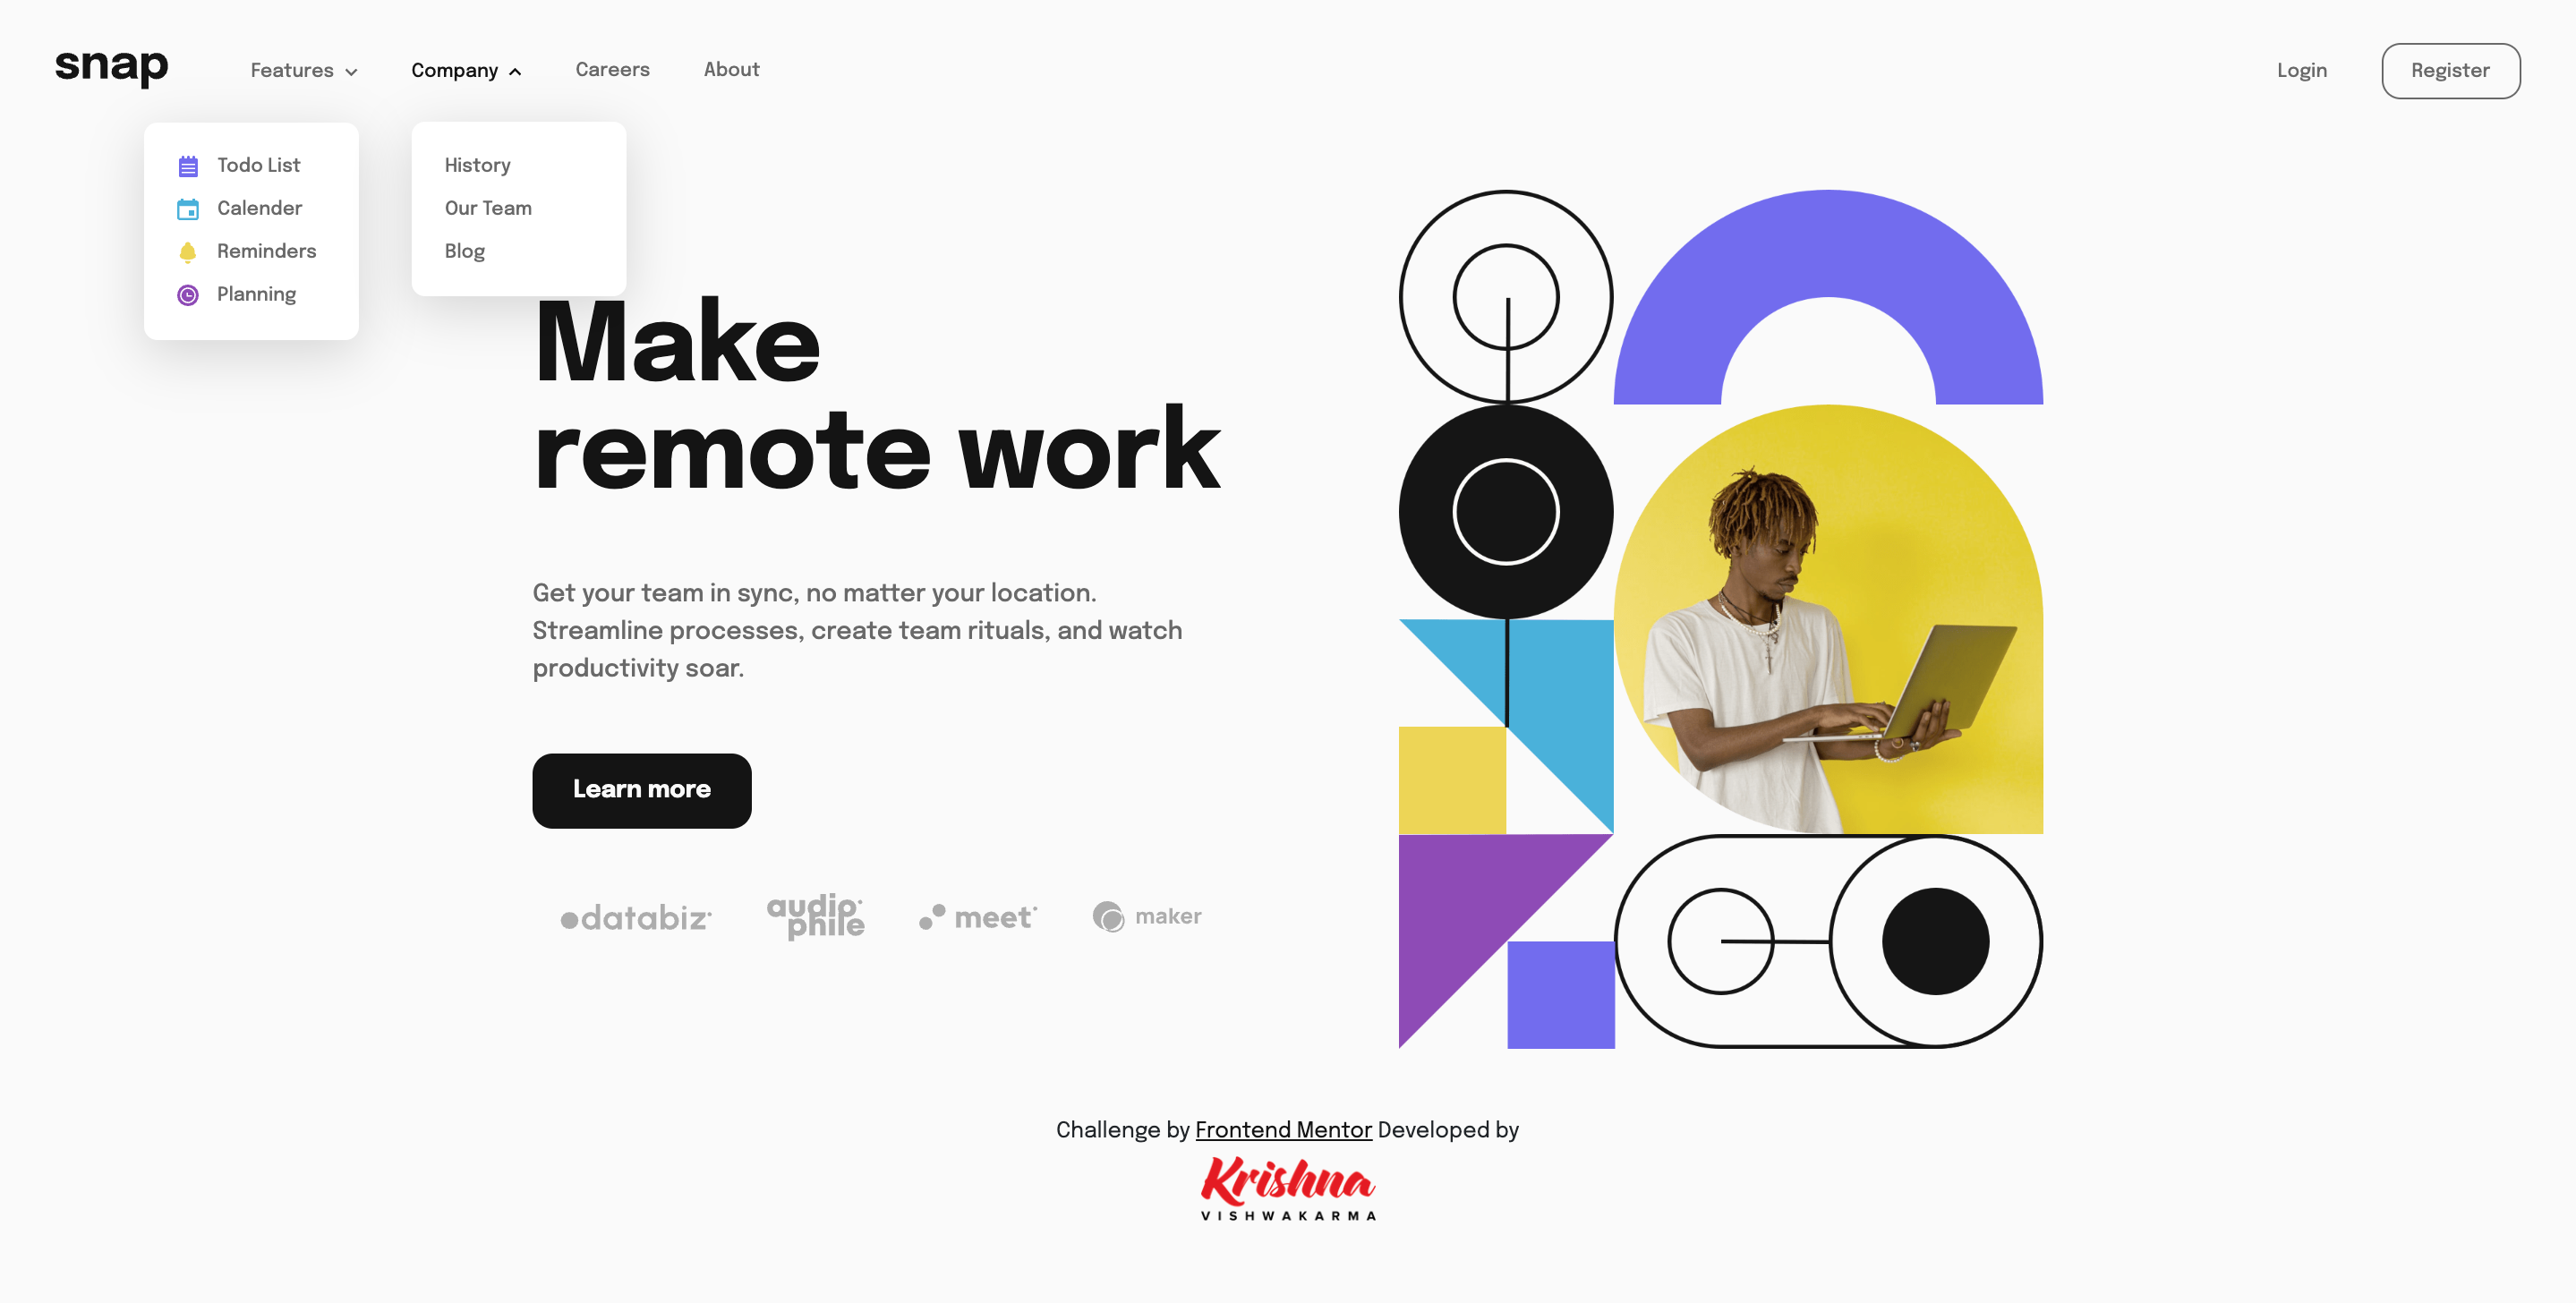 snap Features Company Careers About Login Register
Todo List
Calender
Reminders
Planning
History
Our Team
Blog
Make
remote work
Get your team in sync, no matter your location.
Streamline processes, create team rituals, and watch
productivity soar.
Learn more
databiz audiophile meet maker
Challenge by Frontend Mentor Developed by
Krishna
VISHWAKARMA